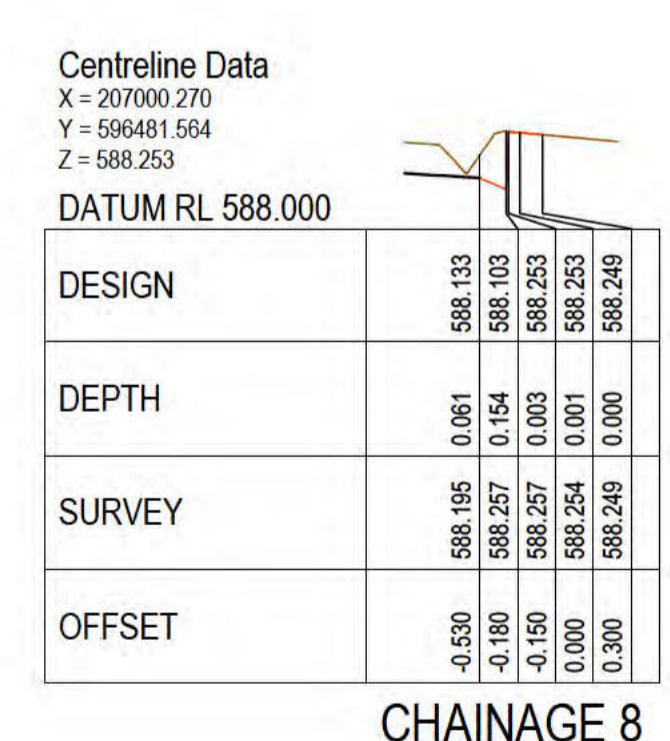 Centreline Data
X = 207000.270
Y = 596481.564
Z = 588.253
DATUM RL 588.000
DESIGN 588.133 588.103 588.253 588.253 588.249
DEPTH 0.061 0.154 0.003 0.001 0.000
SURVEY 588.195 588.257 588.257 588.254 588.249
OFFSET -0.530 -0.180 -0.150 0.000 0.300
CHAINAGE 8